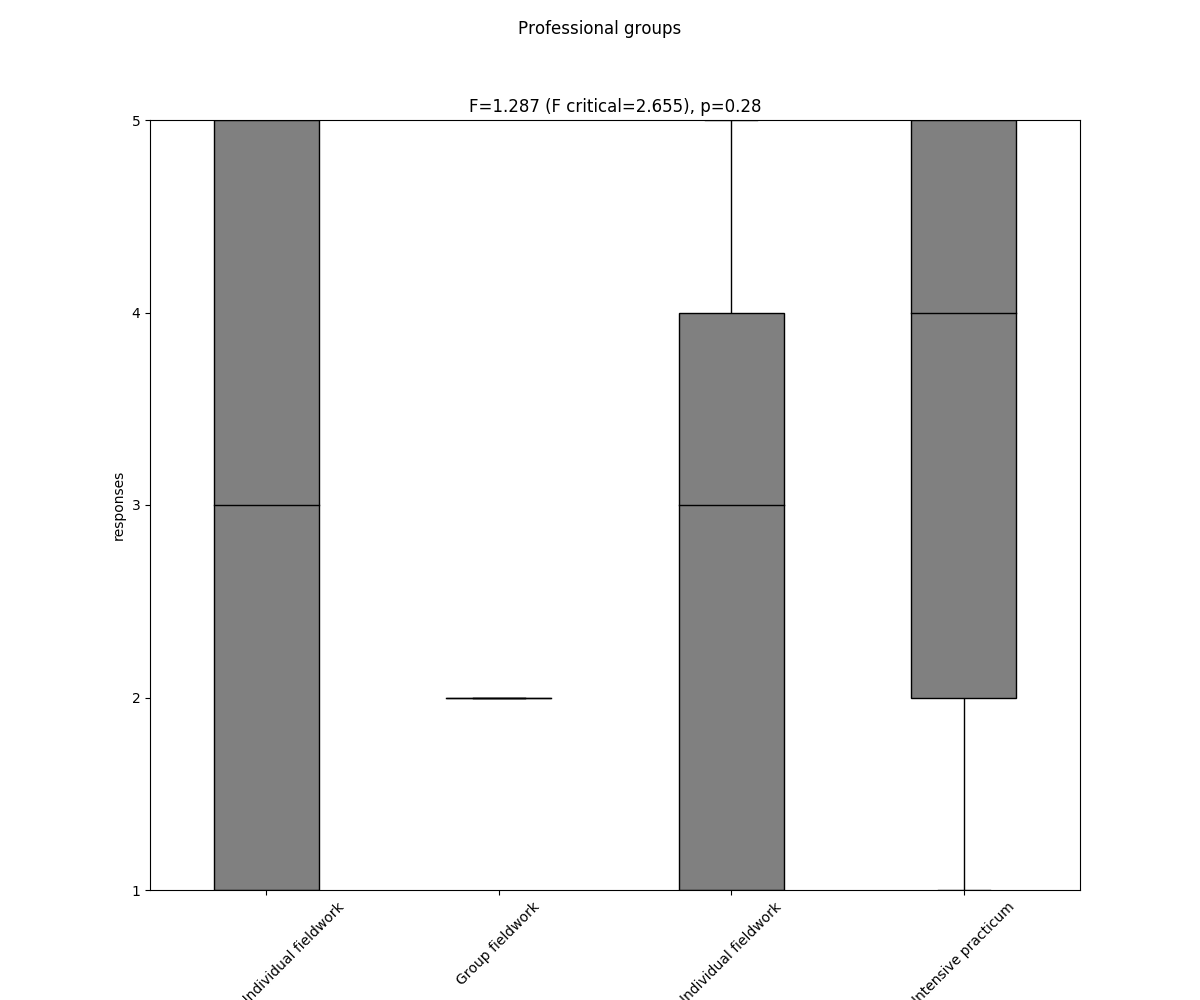 Professional groups
F=1.287 (F critical=2.655), p=0.28
5
4
3
2
1
responses
Individual fieldwork
Group fieldwork
Individual fieldwork
Intensive practicum